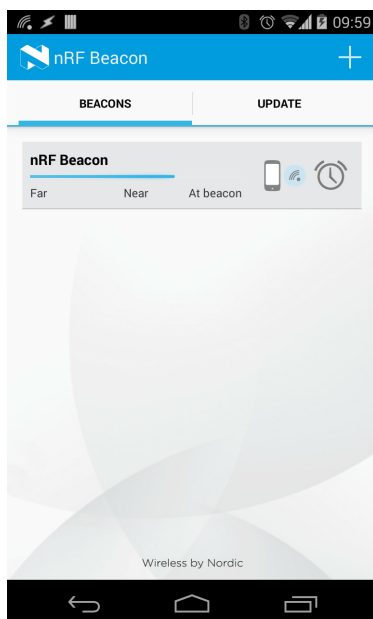 09:59
nRF Beacon
BEACONS UPDATE
nRF Beacon
Far Near At beacon
Wireless by Nordic